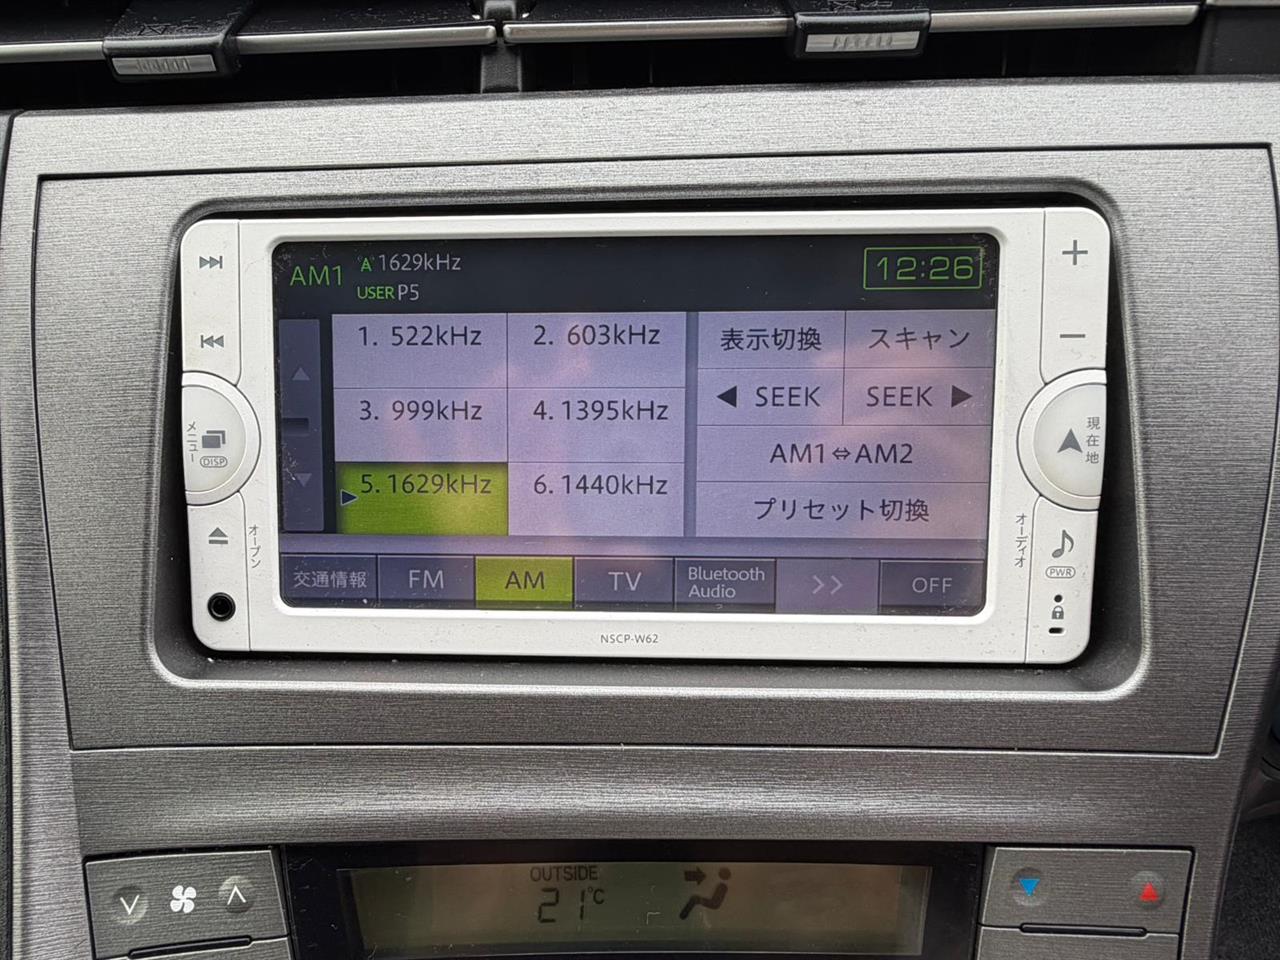 AM1
1629kHz
USER P5
12:26
1. 522kHz
2. 603kHz
3. 999kHz
4. 1395kHz
5. 1629kHz
6. 1440kHz
表示切換
スキャン
◀ SEEK
SEEK ▶
AM1⇔AM2
プリセット切換
交通情報
FM
AM
TV
Bluetooth
Audio
>>
OFF
メニュー
DISP
オープン
+
−
現在地
オーディオ
PWR
NSCP-W62
OUTSIDE
21℃